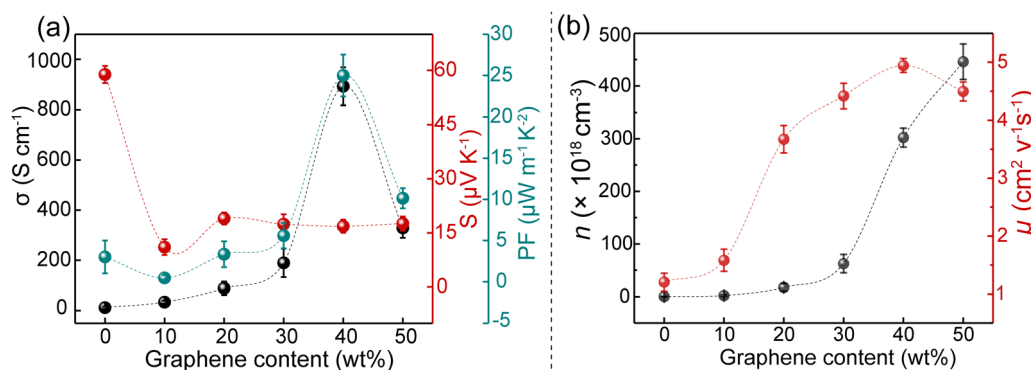 (a)
1000
800
600
400
200
0
σ (S cm⁻¹)
0 10 20 30 40 50
Graphene content (wt%)
60
45
30
15
0
S (μV K⁻¹)
30
25
20
15
10
5
0
-5
PF (μW m⁻¹ K⁻²)
(b)
500
400
300
200
100
0
n (× 10¹⁸ cm⁻³)
0 10 20 30 40 50
Graphene content (wt%)
5
4
3
2
1
μ (cm² v⁻¹s⁻¹)